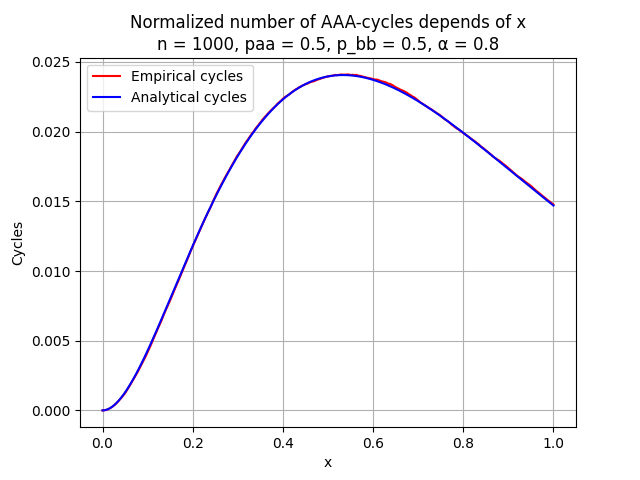 Normalized number of AAA-cycles depends of x
n = 1000, paa = 0.5, p_bb = 0.5, α = 0.8
Empirical cycles
Analytical cycles
0.025
0.020
0.015
0.010
0.005
0.000
Cycles
0.0 0.2 0.4 0.6 0.8 1.0
x